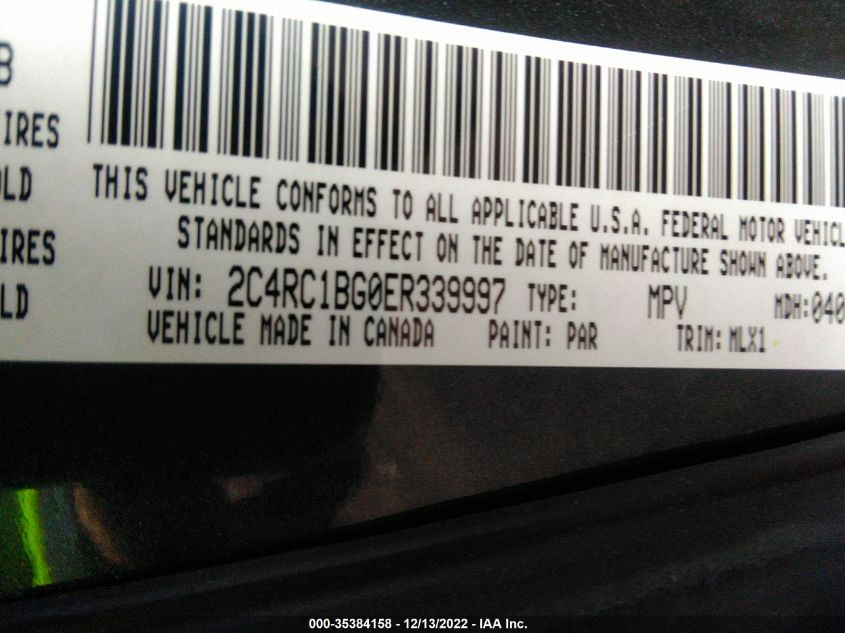 B
IRES
OLD
IRES
LD
THIS VEHICLE CONFORMS TO ALL APPLICABLE U.S.A. FEDERAL MOTOR VEHICL
STANDARDS IN EFFECT ON THE DATE OF MANUFACTURE SHOWN ABOVE.
VIN: 2C4RC1BG0ER339997 TYPE: MPV MDH:040
VEHICLE MADE IN CANADA PAINT: PAR TRIM: MLX1
000-35384158 - 12/13/2022 - IAA Inc.